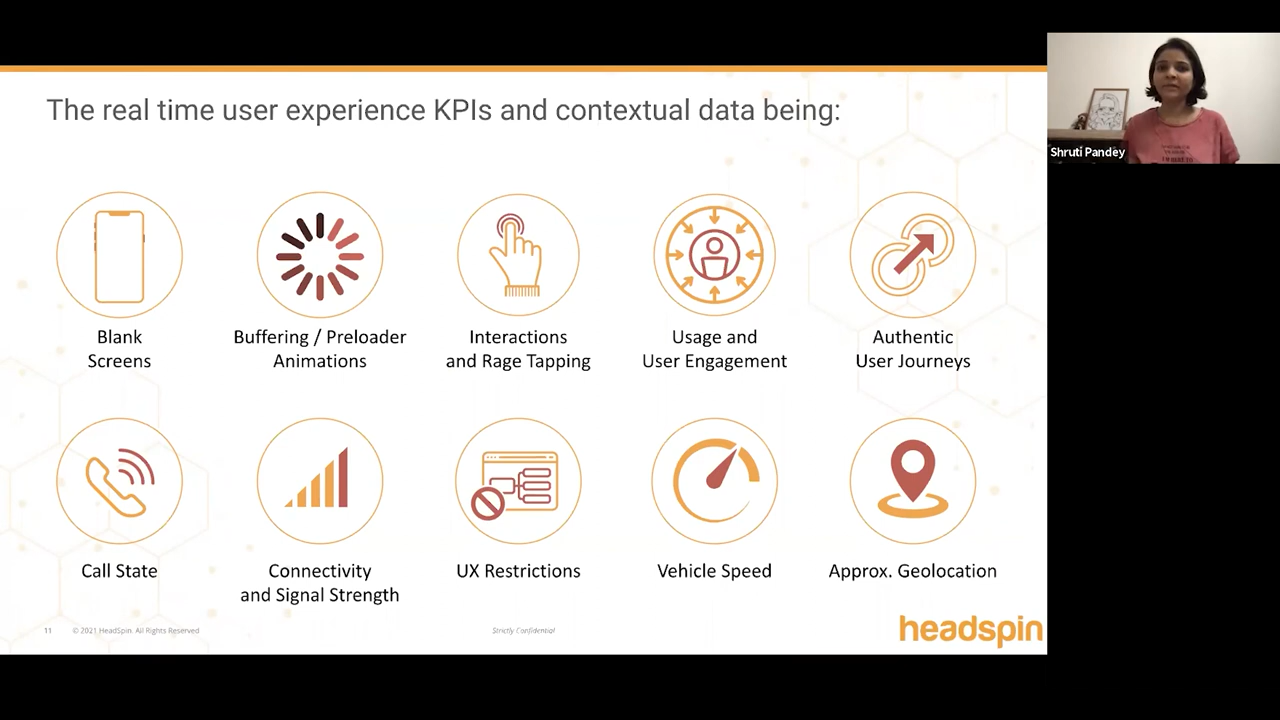 The real time user experience KPIs and contextual data being:
Shruti Pandey
Blank
Screens
Buffering / Preloader
Animations
Interactions
and Rage Tapping
Usage and
User Engagement
Authentic
User Journeys
Call State
Connectivity
and Signal Strength
UX Restrictions
Vehicle Speed
Approx. Geolocation
11
© 2021 HeadSpin. All Rights Reserved
Strictly Confidential
headspin